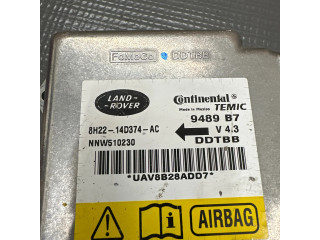 FoMoCo DDTBB
LAND-
ROVER
Continental
Made in Mexico TEMIC
9489 B7
8H22-14D374-AC
V 4.3
NNW510230
DDTBB
*UAV8B28ADD7*
AIRBAG